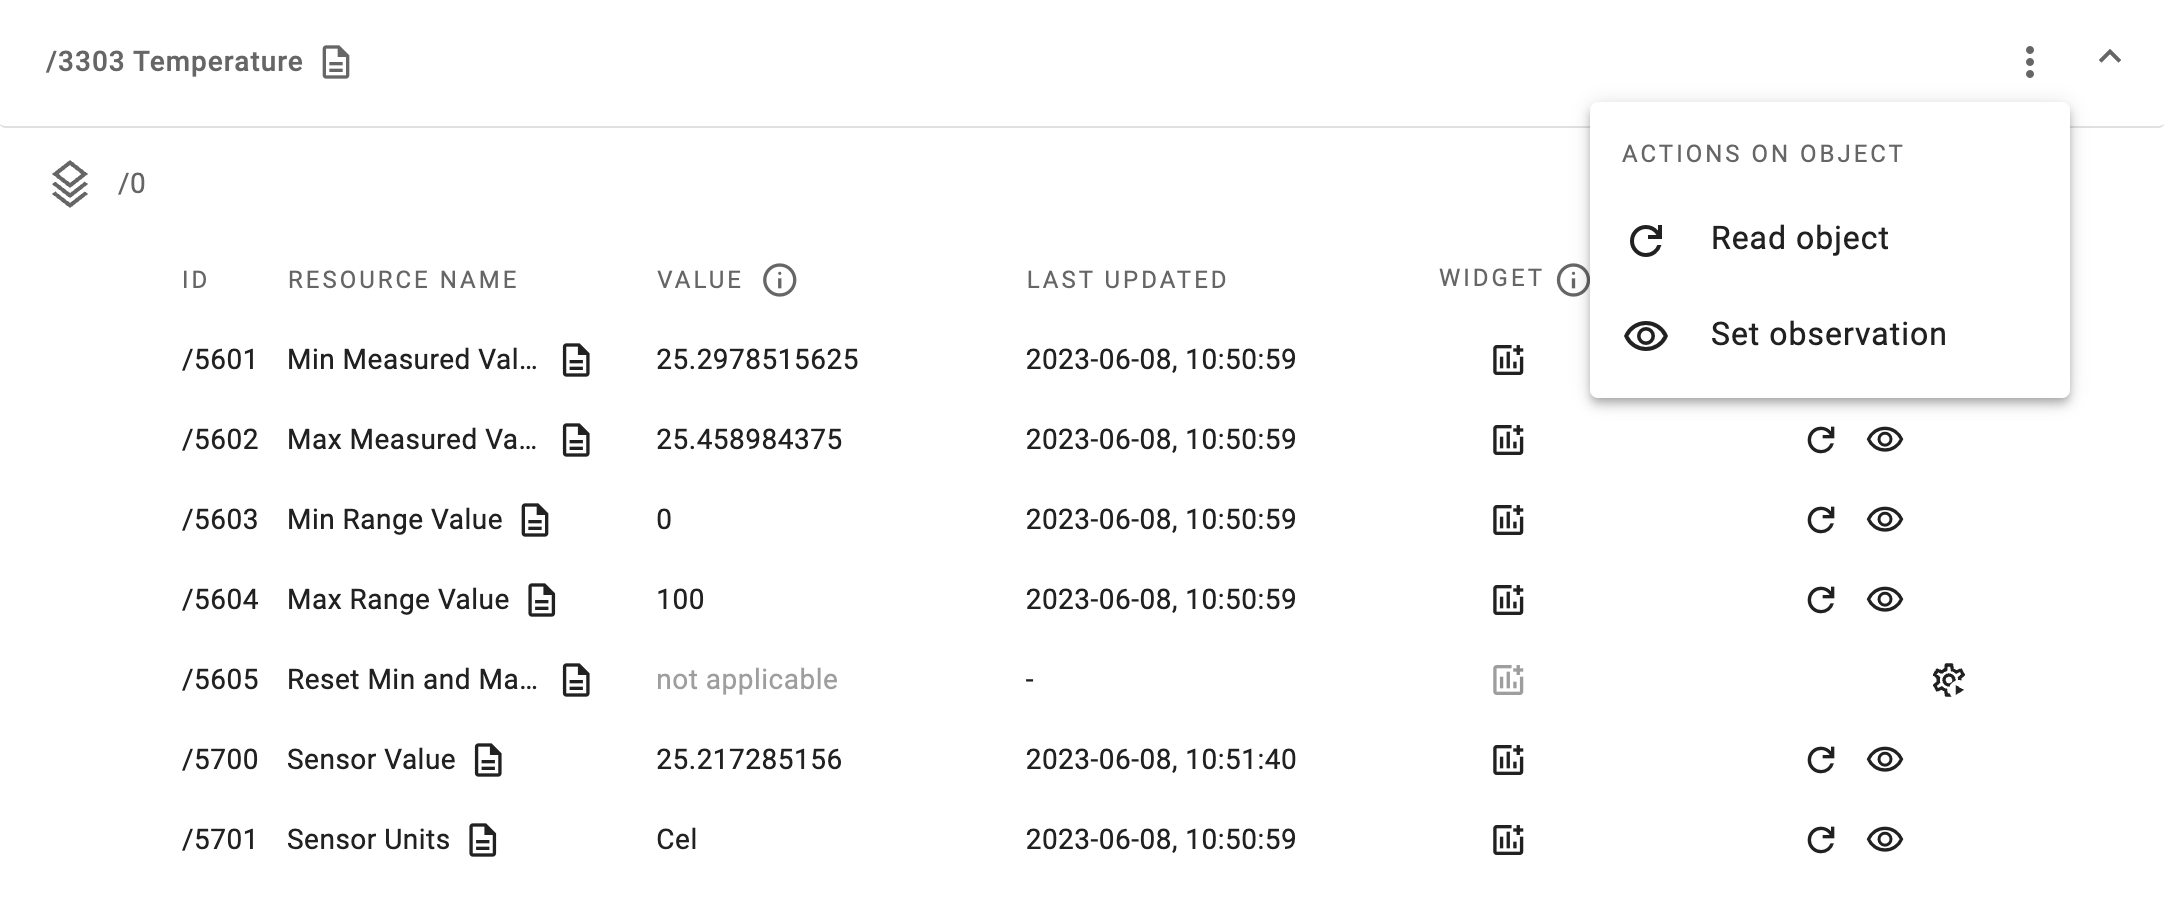 /3303 Temperature
ACTIONS ON OBJECT
Read object
Set observation
/0
ID RESOURCE NAME VALUE LAST UPDATED WIDGET
/5601 Min Measured Val... 25.2978515625 2023-06-08, 10:50:59
/5602 Max Measured Va... 25.458984375 2023-06-08, 10:50:59
/5603 Min Range Value 0 2023-06-08, 10:50:59
/5604 Max Range Value 100 2023-06-08, 10:50:59
/5605 Reset Min and Ma... not applicable -
/5700 Sensor Value 25.217285156 2023-06-08, 10:51:40
/5701 Sensor Units Cel 2023-06-08, 10:50:59